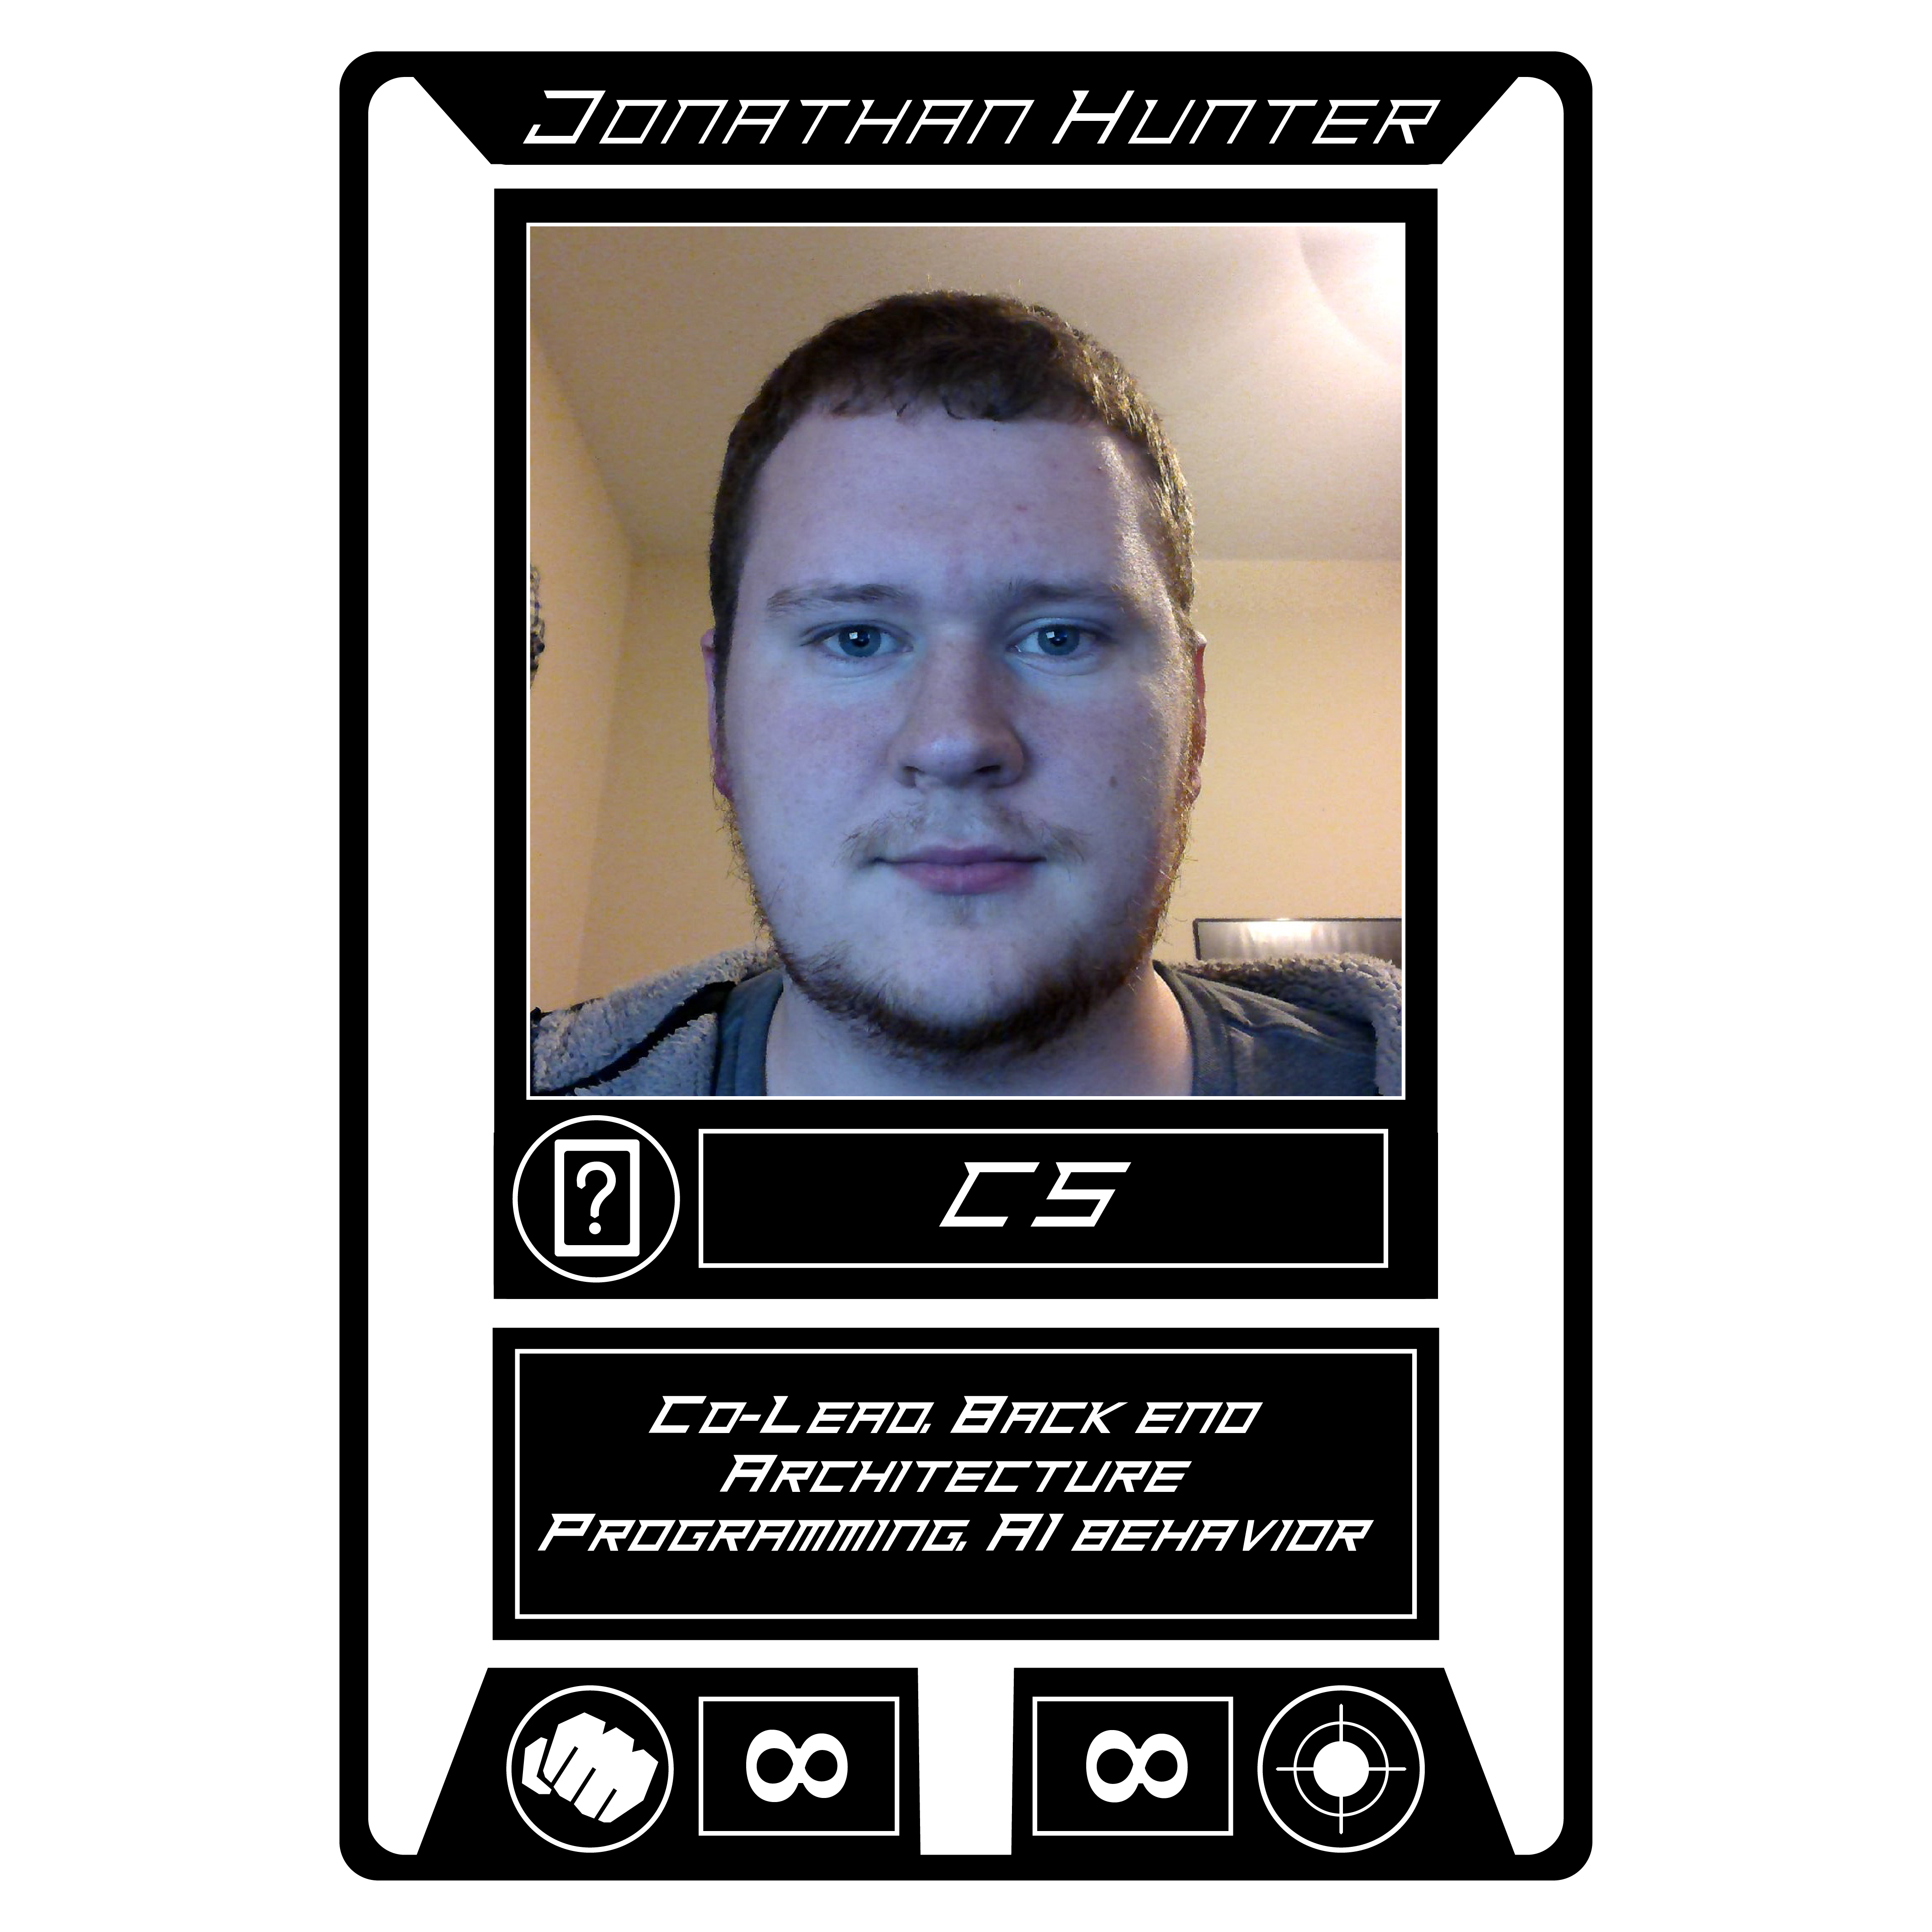 Jonathan Hunter
?
CS
Co-Lead, Back end
Architecture
Programming, AI behavior
∞
∞